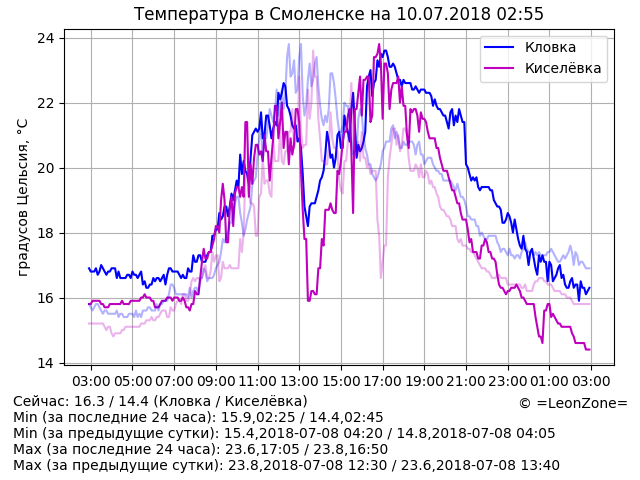 Температура в Смоленске на 10.07.2018 02:55
градусов Цельсия, °C
24
22
20
18
16
14
Кловка
Киселёвка
03:00 05:00 07:00 09:00 11:00 13:00 15:00 17:00 19:00 21:00 23:00 01:00 03:00
Сейчас: 16.3 / 14.4 (Кловка / Киселёвка)
© =LeonZone=
Min (за последние 24 часа): 15.9,02:25 / 14.4,02:45
Min (за предыдущие сутки): 15.4,2018-07-08 04:20 / 14.8,2018-07-08 04:05
Max (за последние 24 часа): 23.6,17:05 / 23.8,16:50
Max (за предыдущие сутки): 23.8,2018-07-08 12:30 / 23.6,2018-07-08 13:40